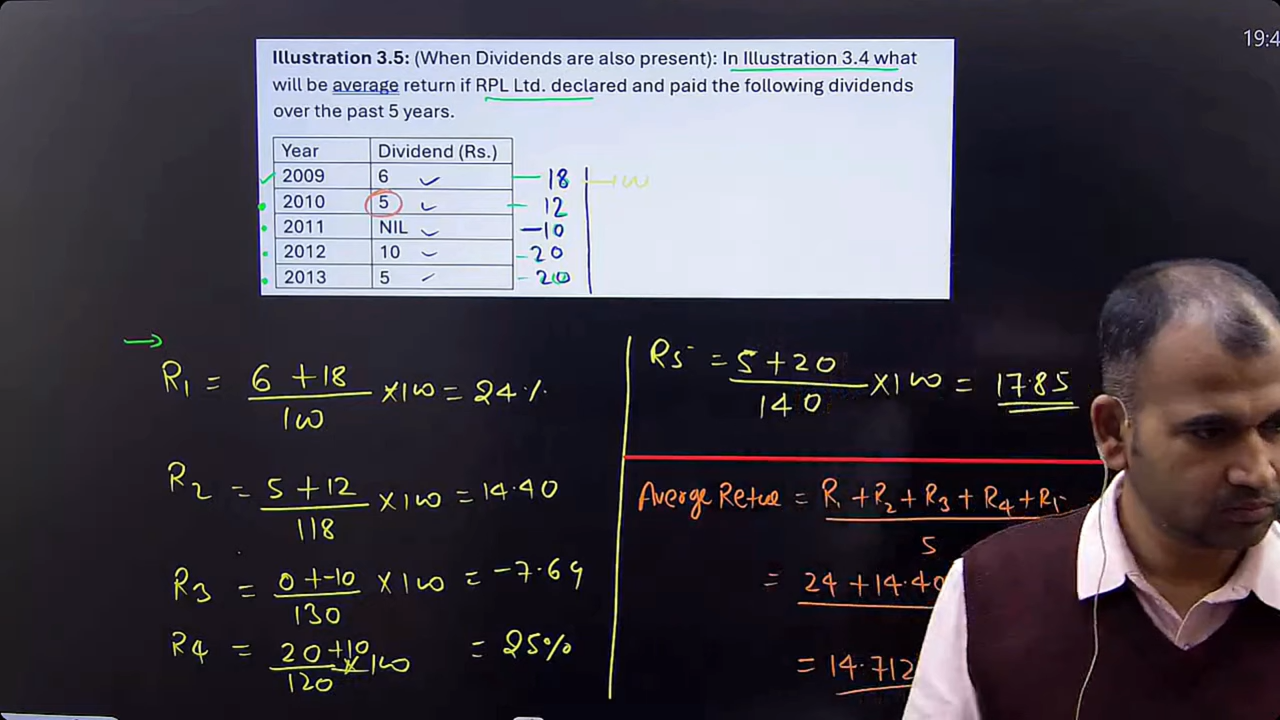 19:4
Illustration 3.5: (When Dividends are also present): In Illustration 3.4 what
will be average return if RPL Ltd. declared and paid the following dividends
over the past 5 years.
Year Dividend (Rs.)
2009 6 — 18 — 100
2010 5 — 12
2011 NIL — -10
2012 10 — 20
2013 5 — 20
R1 = 6 + 18 / 100 × 100 = 24 %
R2 = 5 + 12 / 118 × 100 = 14.40
R3 = 0 + -10 / 130 × 100 = -7.69
R4 = 20 + 10 / 120 × 100 = 25%
R5 = 5 + 20 / 140 × 100 = 17.85
Averge Retue = R1 + R2 + R3 + R4 + R5 / 5
= 24 + 14.40
= 14.712